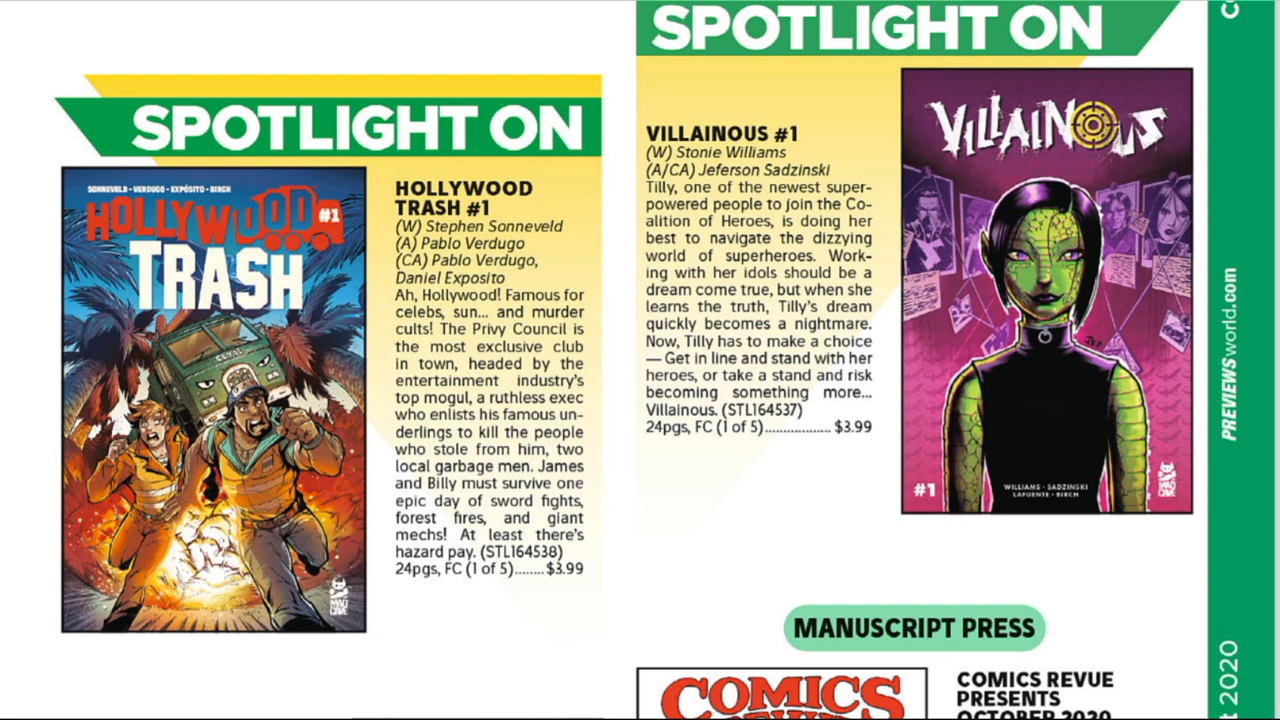 SPOTLIGHT ON
SONNEVELD • VERDUGO • EXPÓSITO • BIRCH
HOLLYWOOD
#1
TRASH
HOLLYWOOD
TRASH #1
(W) Stephen Sonneveld
(A) Pablo Verdugo
(CA) Pablo Verdugo,
Daniel Exposito
Ah, Hollywood! Famous for
celebs, sun... and murder
cults! The Privy Council is
the most exclusive club
in town, headed by the
entertainment industry's
top mogul, a ruthless exec
who enlists his famous un-
derlings to kill the people
who stole from him, two
local garbage men. James
and Billy must survive one
epic day of sword fights,
forest fires, and giant
mechs! At least there's
hazard pay. (STL164538)
24pgs, FC (1 of 5)........$3.99
SPOTLIGHT ON
VILLAINOUS #1
(W) Stonie Williams
(A/CA) Jeferson Sadzinski
Tilly, one of the newest super-
powered people to join the Co-
alition of Heroes, is doing her
best to navigate the dizzying
world of superheroes. Work-
ing with her idols should be a
dream come true, but when she
learns the truth, Tilly's dream
quickly becomes a nightmare.
Now, Tilly has to make a choice
— Get in line and stand with her
heroes, or take a stand and risk
becoming something more...
Villainous. (STL164537)
24pgs, FC (1 of 5).................. $3.99
VILLAINOUS
#1
WILLIAMS • SADZINSKI
LAFUENTE • BIRCH
MANUSCRIPT PRESS
COMICS
COMICS REVUE
PRESENTS
OCTOBER 2020
PREVIEWSworld.com
2020